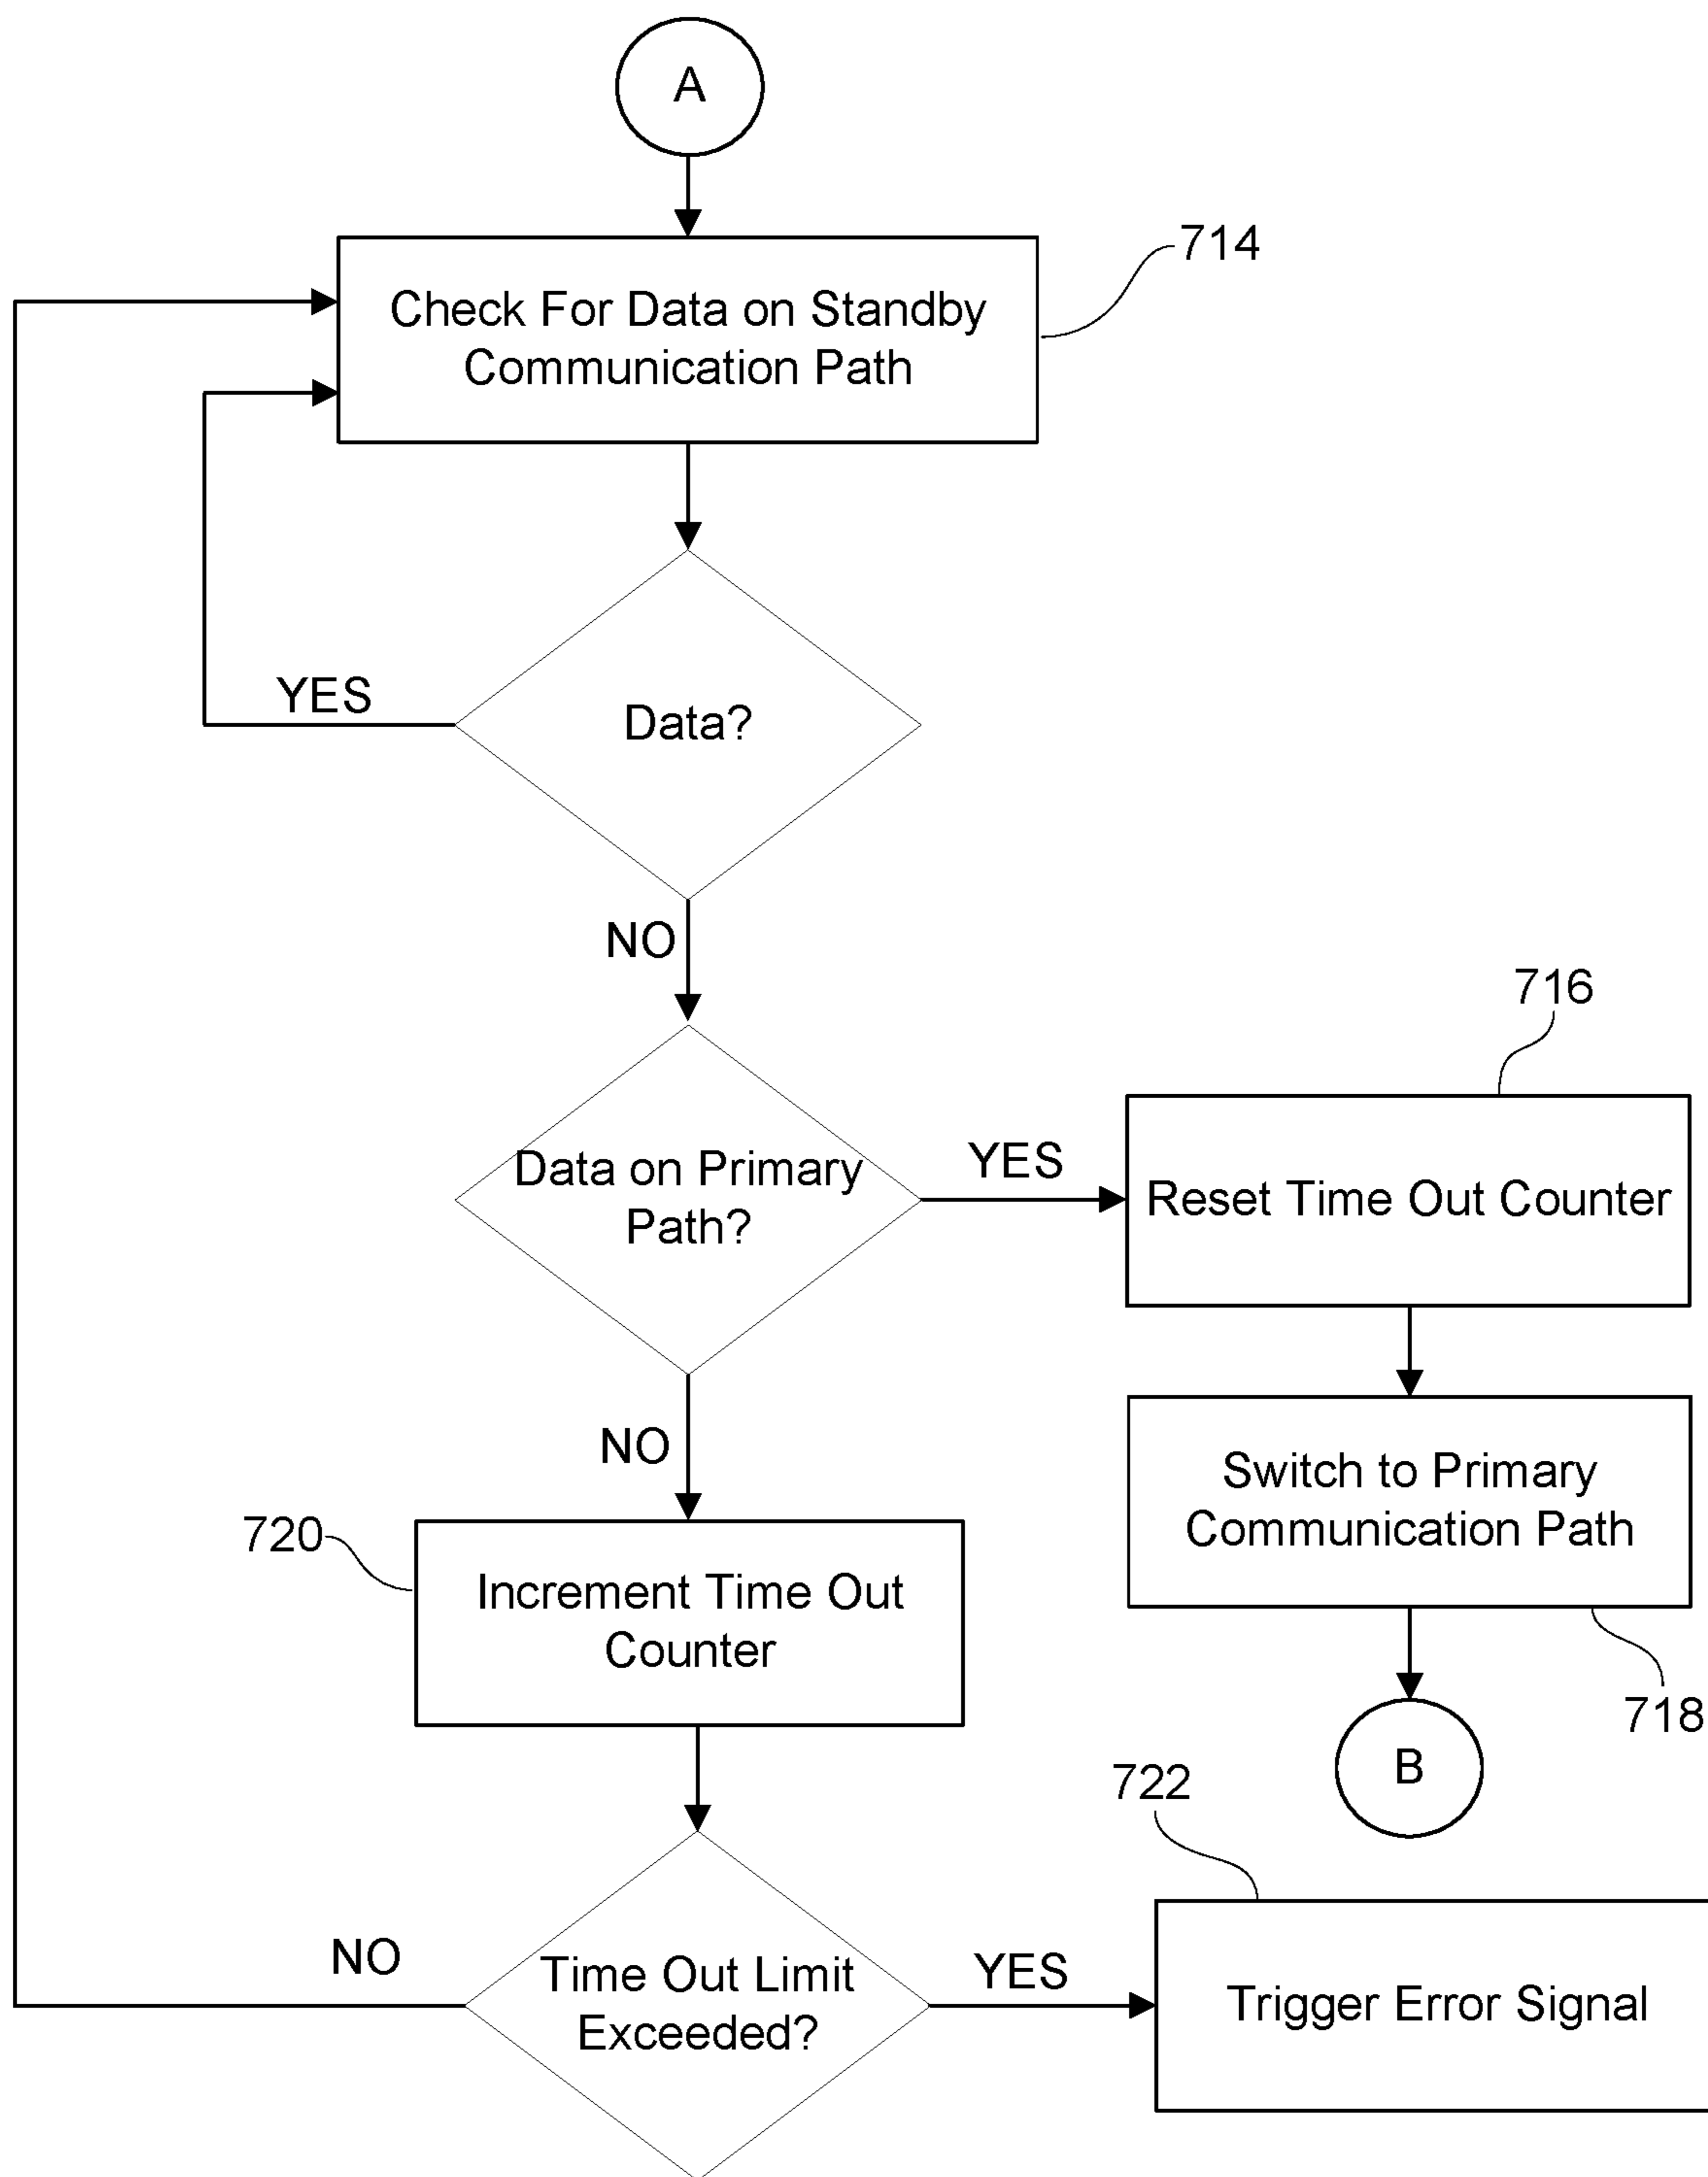 A
714
Check For Data on Standby
Communication Path
YES
Data?
NO
716
Data on Primary
Path?
YES
Reset Time Out Counter
NO
Switch to Primary
Communication Path
720
Increment Time Out
Counter
718
B
722
NO
Time Out Limit
Exceeded?
YES
Trigger Error Signal